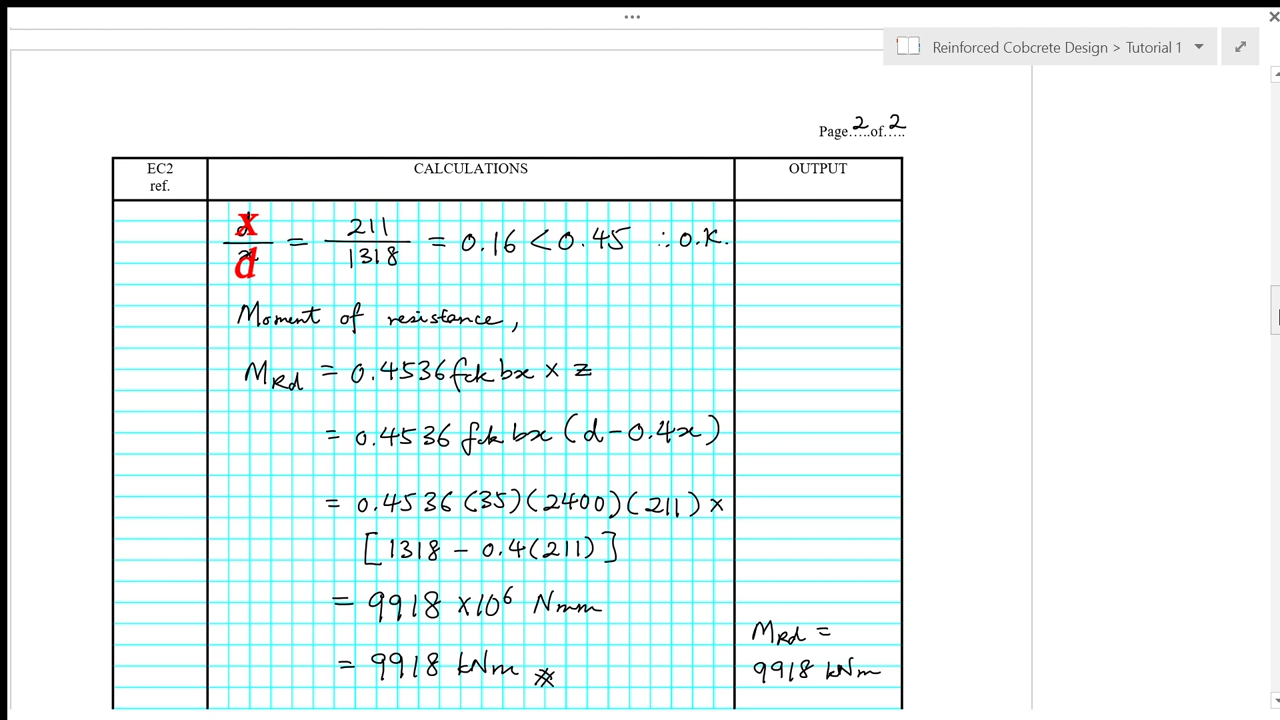 Reinforced Cobcrete Design > Tutorial 1
Page..2...of..2...
EC2 ref.
CALCULATIONS
OUTPUT
x/d = 211/1318 = 0.16 < 0.45 ∴ O.K.
Moment of resistance,
MRd = 0.4536 fck bx × z
= 0.4536 fck bx (d - 0.4x)
= 0.4536 (35)(2400)(211) ×
[1318 - 0.4(211)]
= 9918 × 10⁶ Nmm
= 9918 kNm
MRd =
9918 kNm